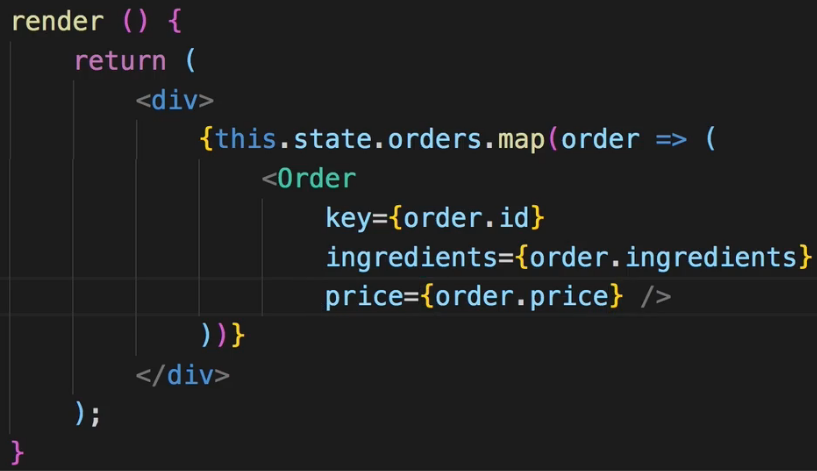 render () {
return (
<div>
{this.state.orders.map(order => (
<Order
key={order.id}
ingredients={order.ingredients}
price={order.price} />
))}
</div>
);
}